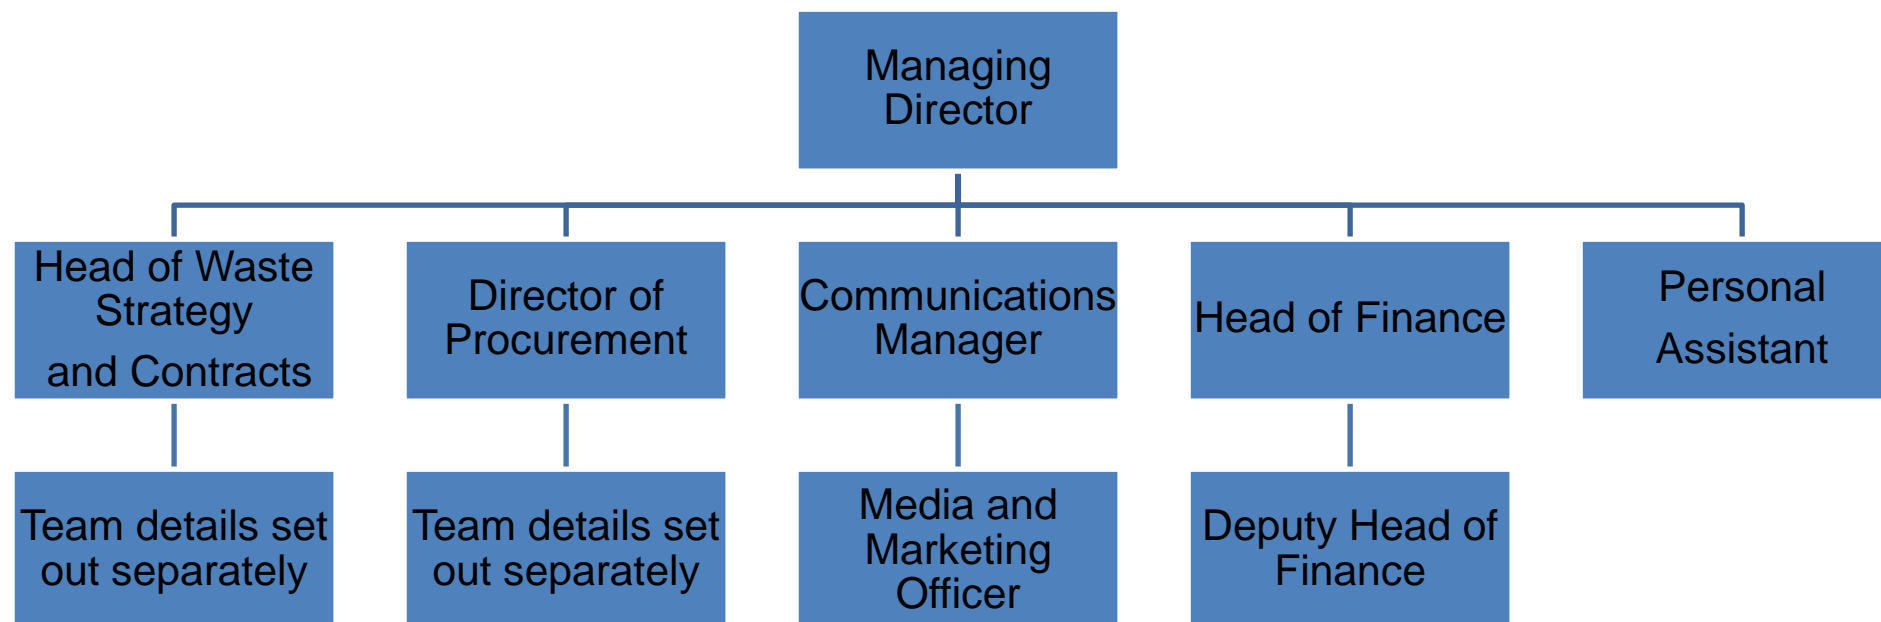 Managing
Director
Head of Waste
Strategy
and Contracts
Director of
Procurement
Communications
Manager
Head of Finance
Personal
Assistant
Team details set
out separately
Team details set
out separately
Media and
Marketing
Officer
Deputy Head of
Finance